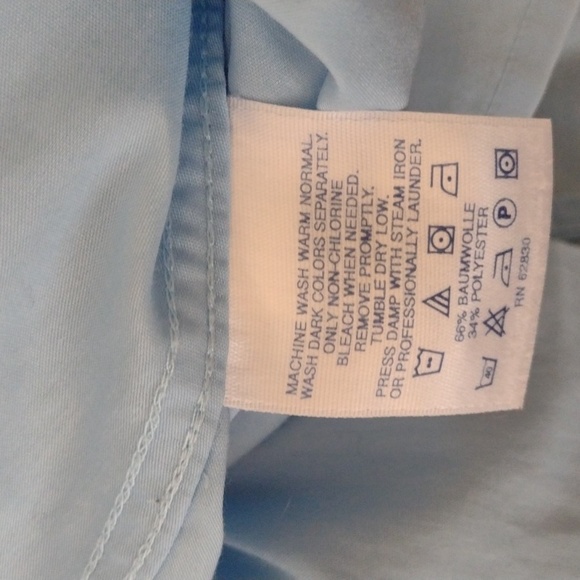 MACHINE WASH WARM NORMAL.
WASH DARK COLORS SEPARATELY.
ONLY NON-CHLORINE
BLEACH WHEN NEEDED.
REMOVE PROMPTLY.
TUMBLE DRY LOW.
PRESS DAMP WITH STEAM IRON
OR PROFESSIONALLY LAUNDER.
66% BAUMWOLLE
34% POLYESTER
40 P
RN 62830